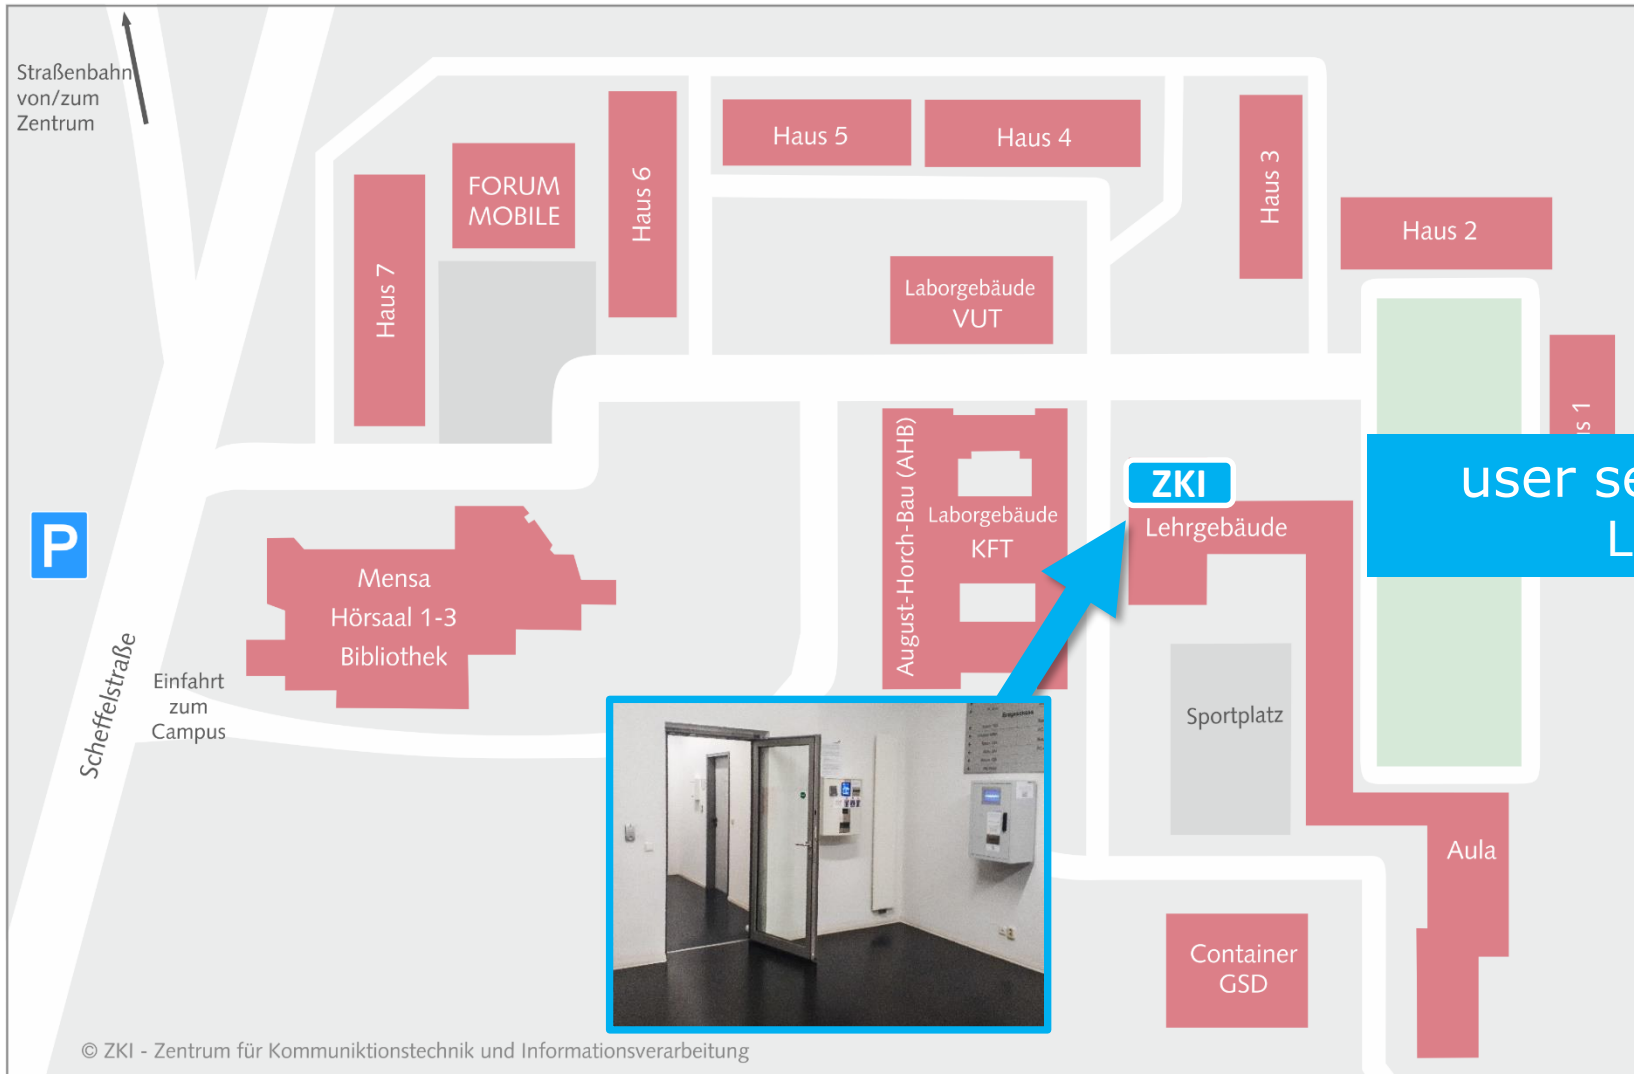 Straßenbahn
von/zum
Zentrum
Haus 5
Haus 4
Haus 3
Haus 6
FORUM
MOBILE
Haus 7
Haus 2
Laborgebäude
VUT
August-Horch-Bau (AHB)
ZKI
Laborgebäude
KFT
Lehrgebäude
P
Mensa
Hörsaal 1-3
Bibliothek
Scheffelstraße
Einfahrt
zum
Campus
Sportplatz
Aula
Container
GSD
© ZKI - Zentrum für Kommuniktionstechnik und Informationsverarbeitung
user